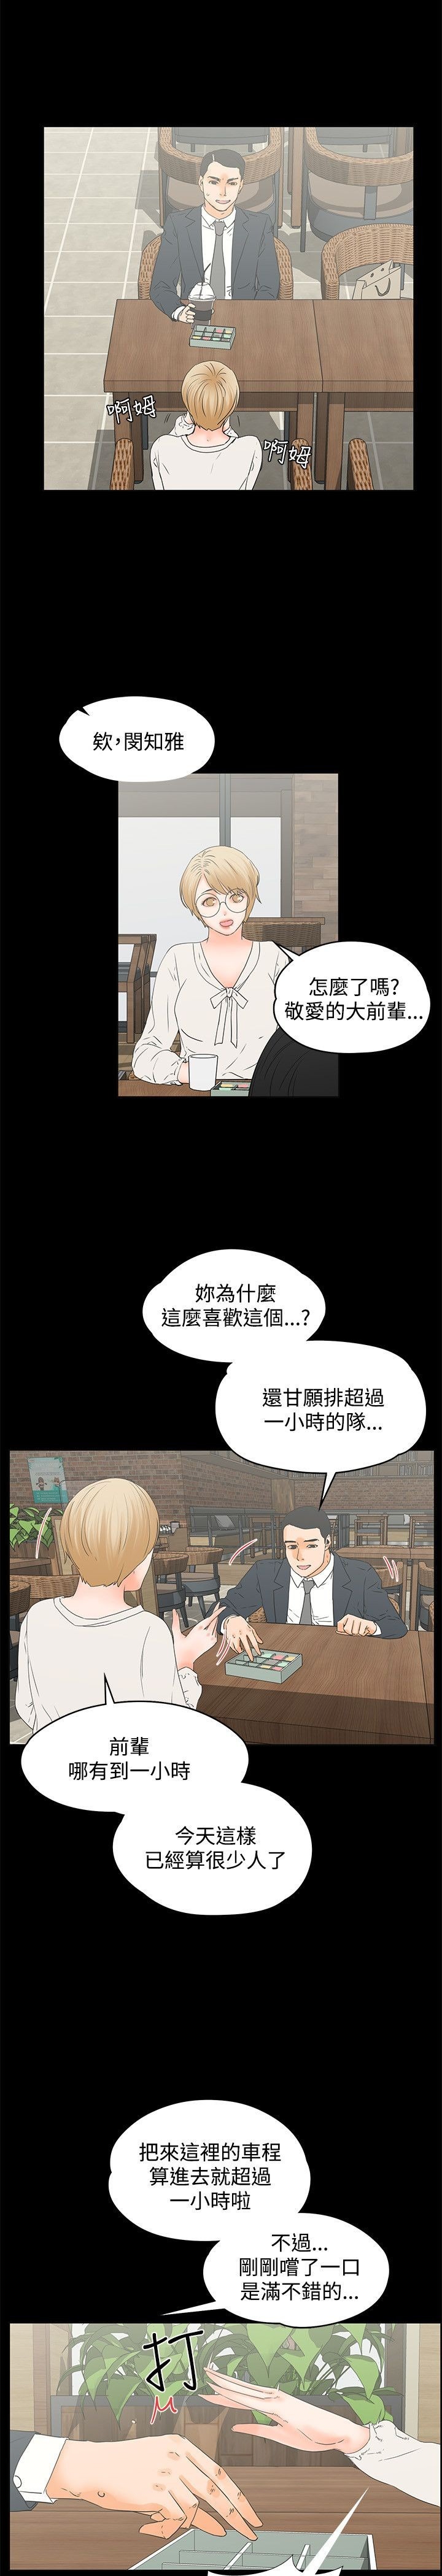 啊姆
啊姆
欸，閔知雅
怎麼了嗎?
敬愛的大前輩...
妳為什麼
這麼喜歡這個...?
還甘願排超過
一小時的隊...
前輩
哪有到一小時
今天這樣
已經算很少人了
把來這裡的車程
算進去就超過
一小時啦
不過...
剛剛嚐了一口
是滿不錯的...
打